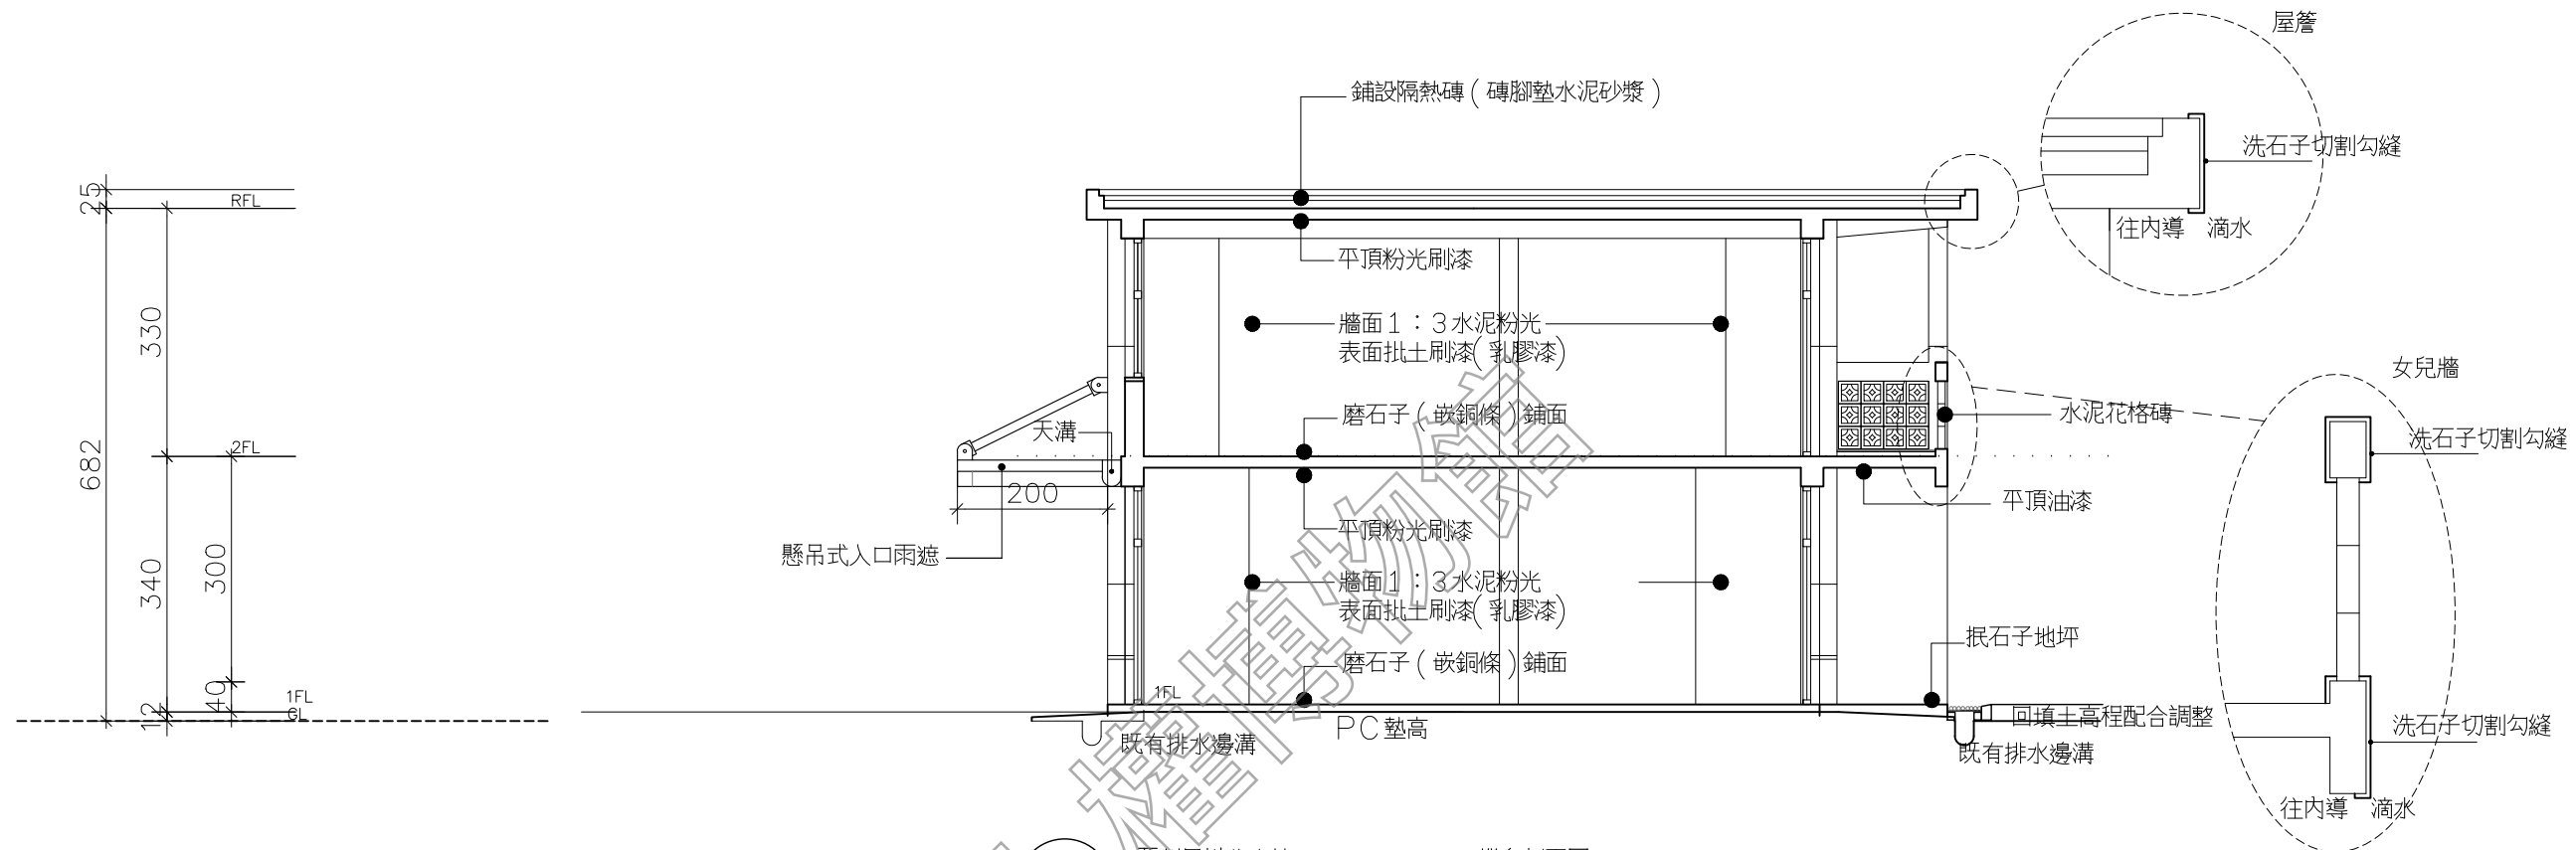 屋簷
鋪設隔熱磚(磚腳墊水泥砂漿)
洗石子切割勾縫
25
RFL
往內導 滴水
平頂粉光刷漆
330
牆面1:3水泥粉光
表面批土刷漆(乳膠漆)
女兒牆
磨石子(嵌銅條)鋪面
水泥花格磚
天溝
洗石子切割勾縫
682
2FL
200
平頂油漆
平頂粉光刷漆
懸吊式入口雨遮
340
300
牆面1:3水泥粉光
表面批土刷漆(乳膠漆)
抿石子地坪
磨石子(嵌銅條)鋪面
40
1FL
1FL
12
GL
回填土高程配合調整
PC墊高
洗石子切割勾縫
既有排水邊溝
既有排水邊溝
往內導 滴水
權博物館